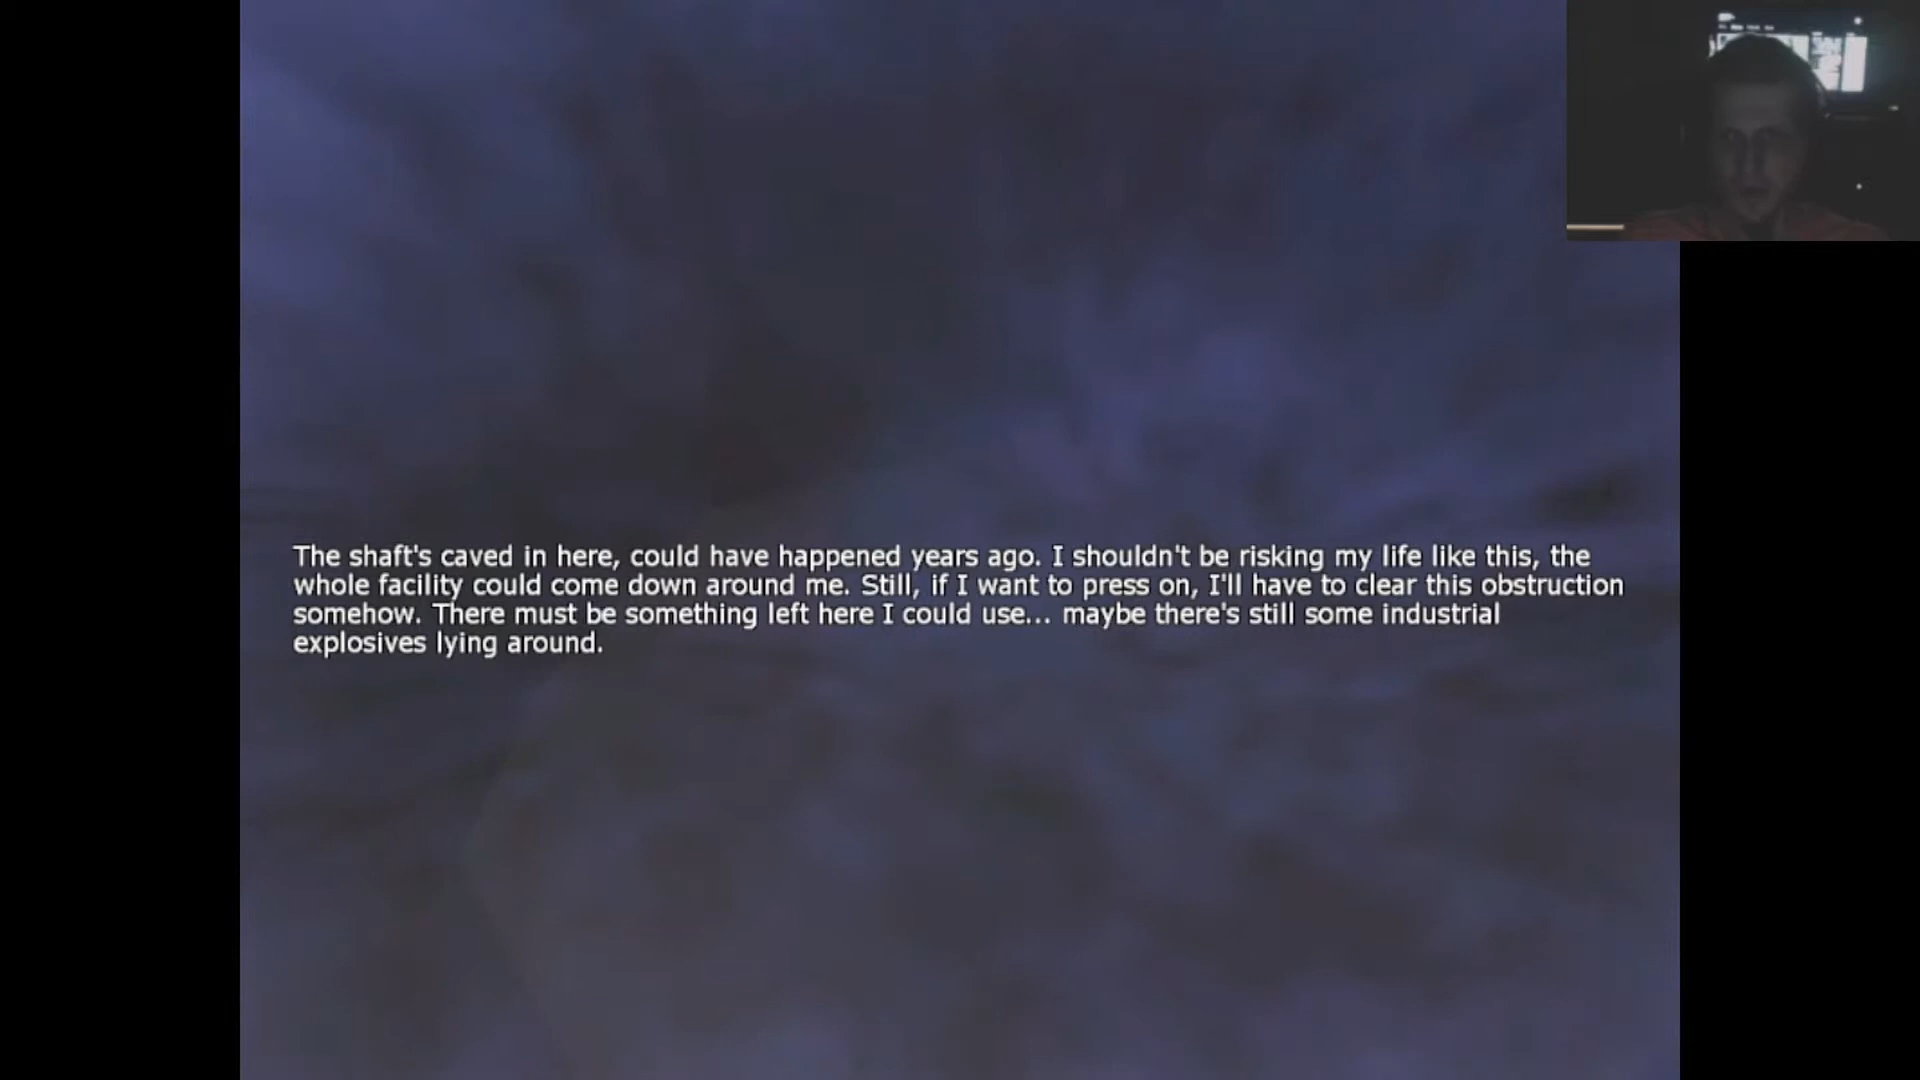 The shaft's caved in here, could have happened years ago. I shouldn't be risking my life like this, the
whole facility could come down around me. Still, if I want to press on, I'll have to clear this obstruction
somehow. There must be something left here I could use... maybe there's still some industrial
explosives lying around.